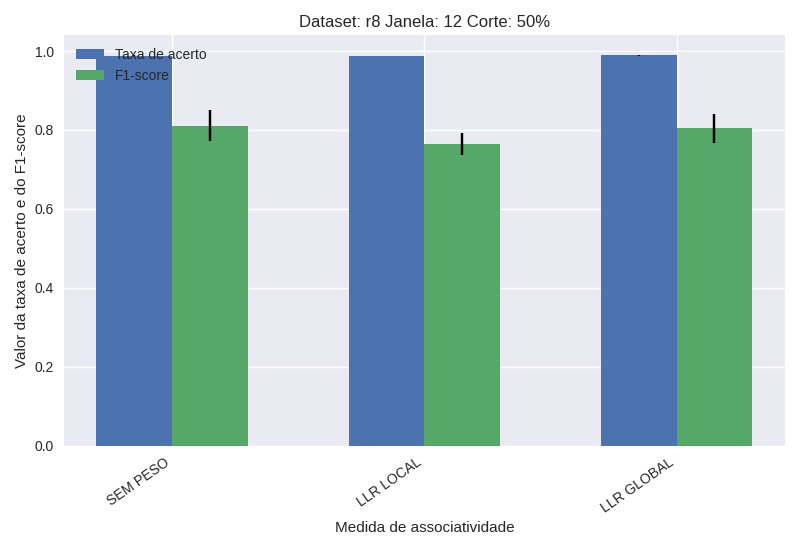 Dataset: r8 Janela: 12 Corte: 50%
Taxa de acerto
F1-score
1.0
0.8
0.6
0.4
0.2
0.0
Valor da taxa de acerto e do F1-score
SEM PESO
LLR LOCAL
LLR GLOBAL
Medida de associatividade